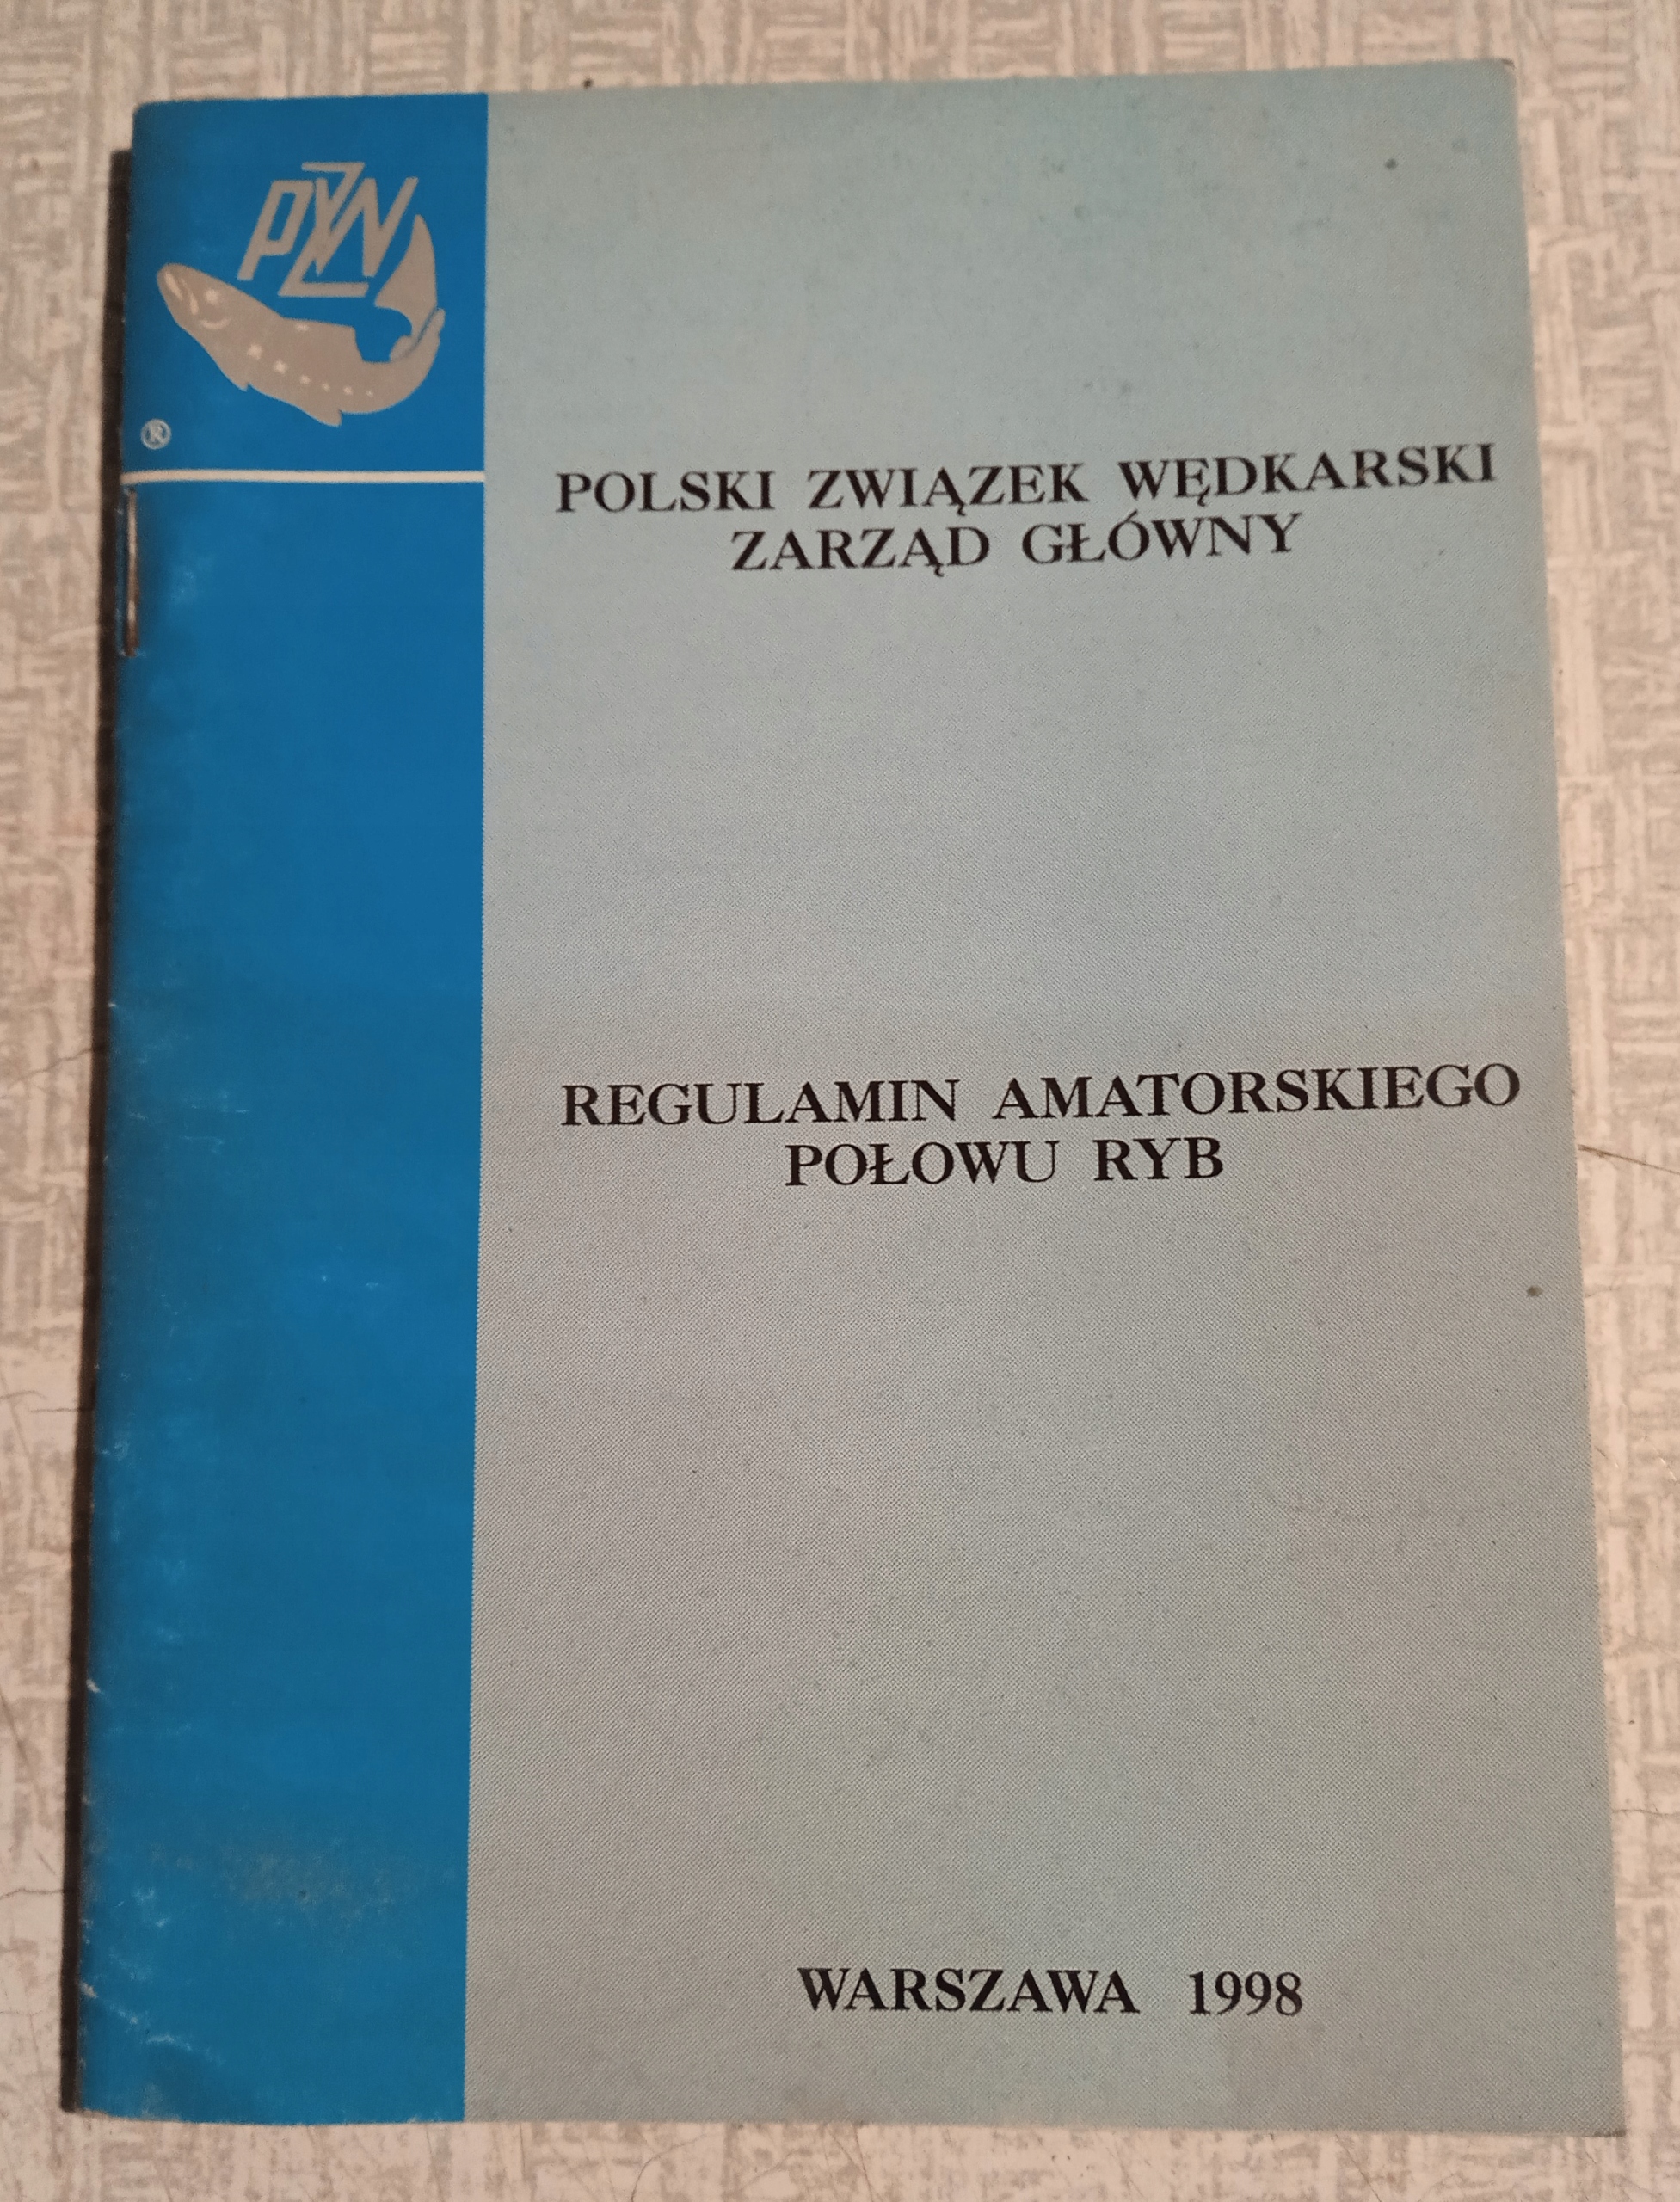 PZW
®
POLSKI ZWIĄZEK WĘDKARSKI
ZARZĄD GŁÓWNY
REGULAMIN AMATORSKIEGO
POŁOWU RYB
WARSZAWA 1998